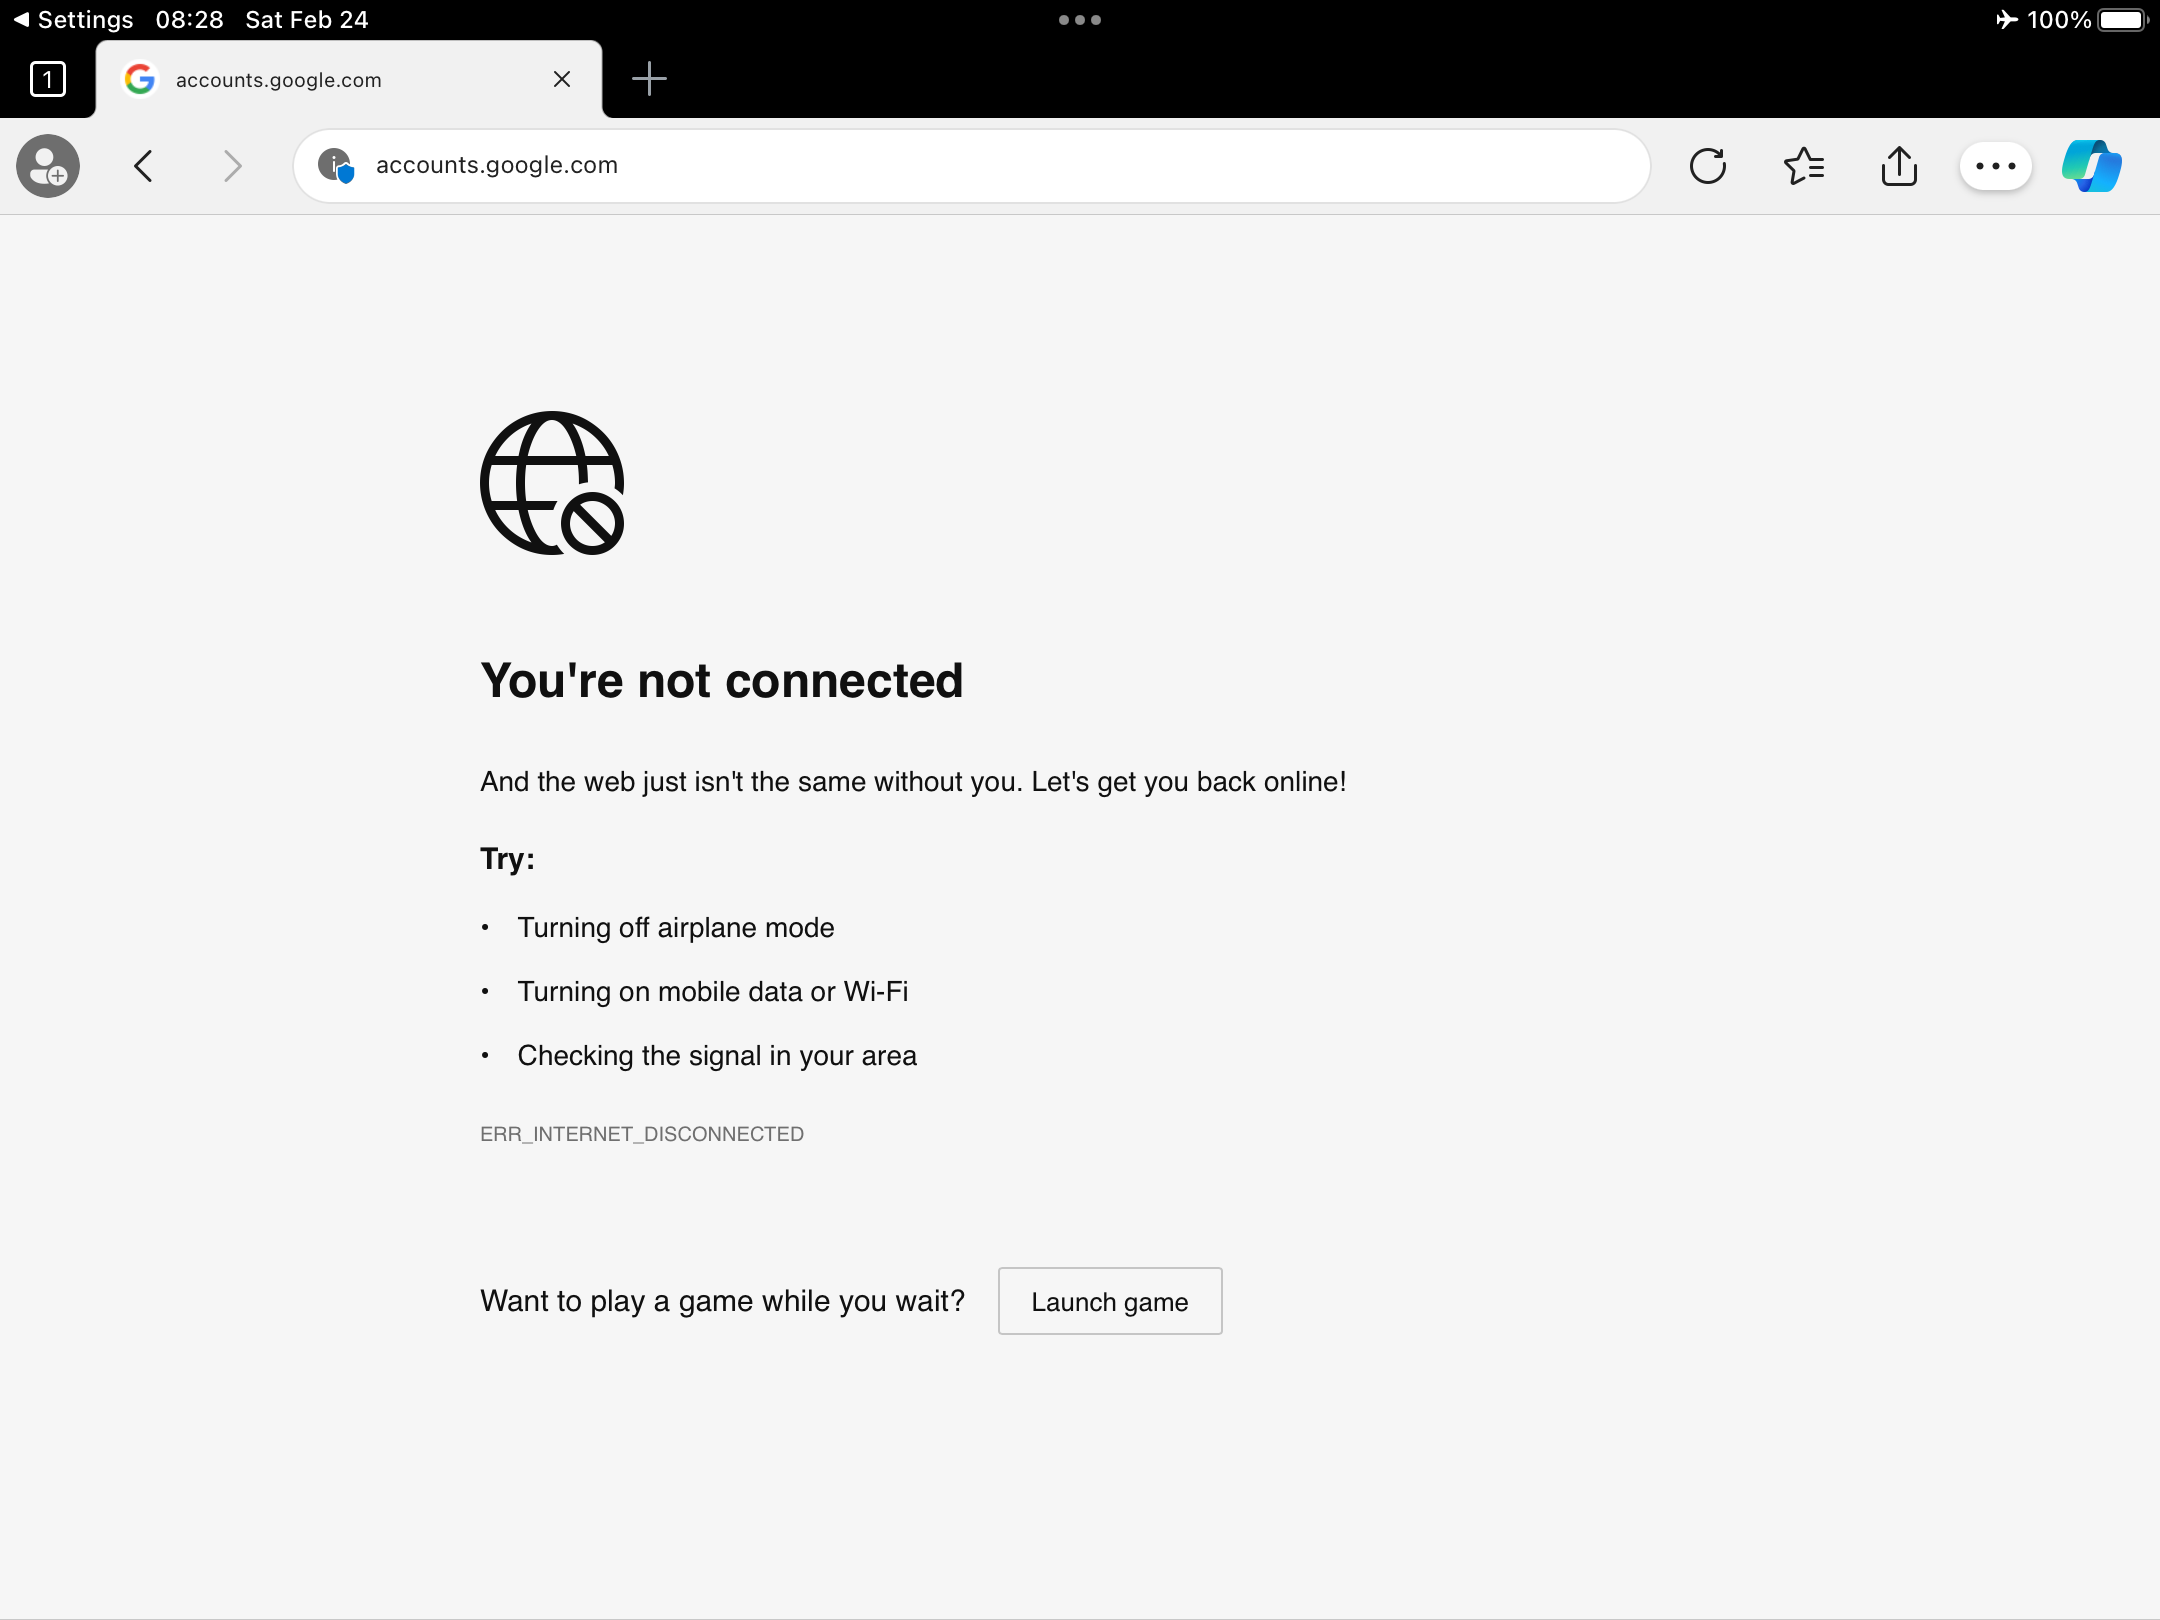 Settings 08:28 Sat Feb 24 100%
1 accounts.google.com
accounts.google.com
You're not connected
And the web just isn't the same without you. Let's get you back online!
Try:
• Turning off airplane mode
• Turning on mobile data or Wi-Fi
• Checking the signal in your area
ERR_INTERNET_DISCONNECTED
Want to play a game while you wait? Launch game